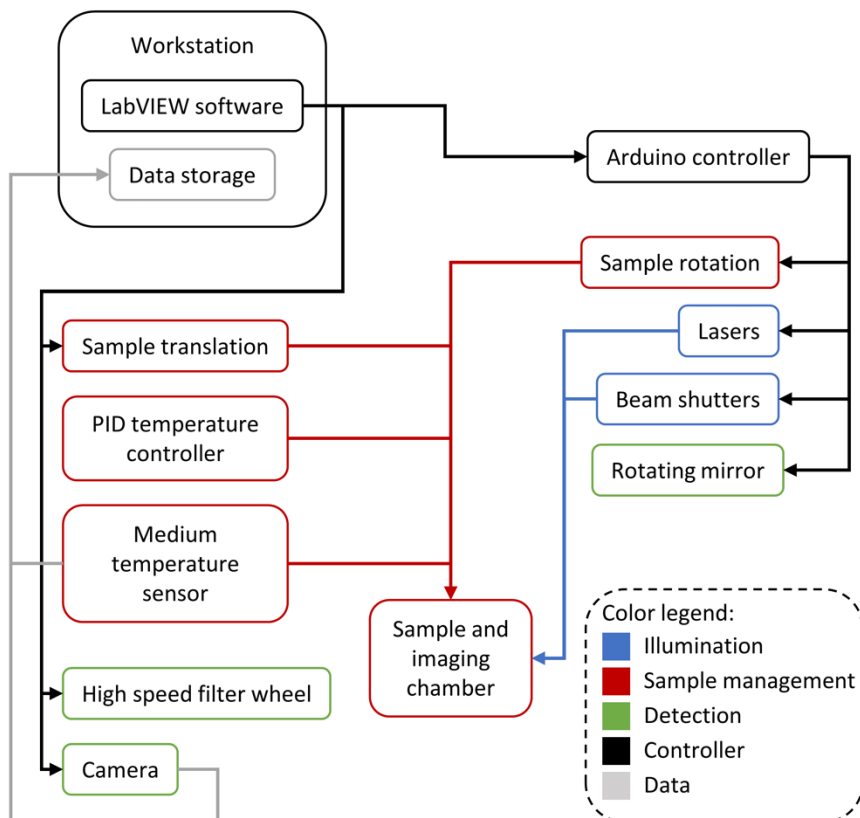 Workstation
LabVIEW software
Data storage
Arduino controller
Sample rotation
Lasers
Beam shutters
Rotating mirror
Sample translation
PID temperature
controller
Medium
temperature
sensor
High speed filter wheel
Camera
Sample and
imaging
chamber
Color legend:
Illumination
Sample management
Detection
Controller
Data